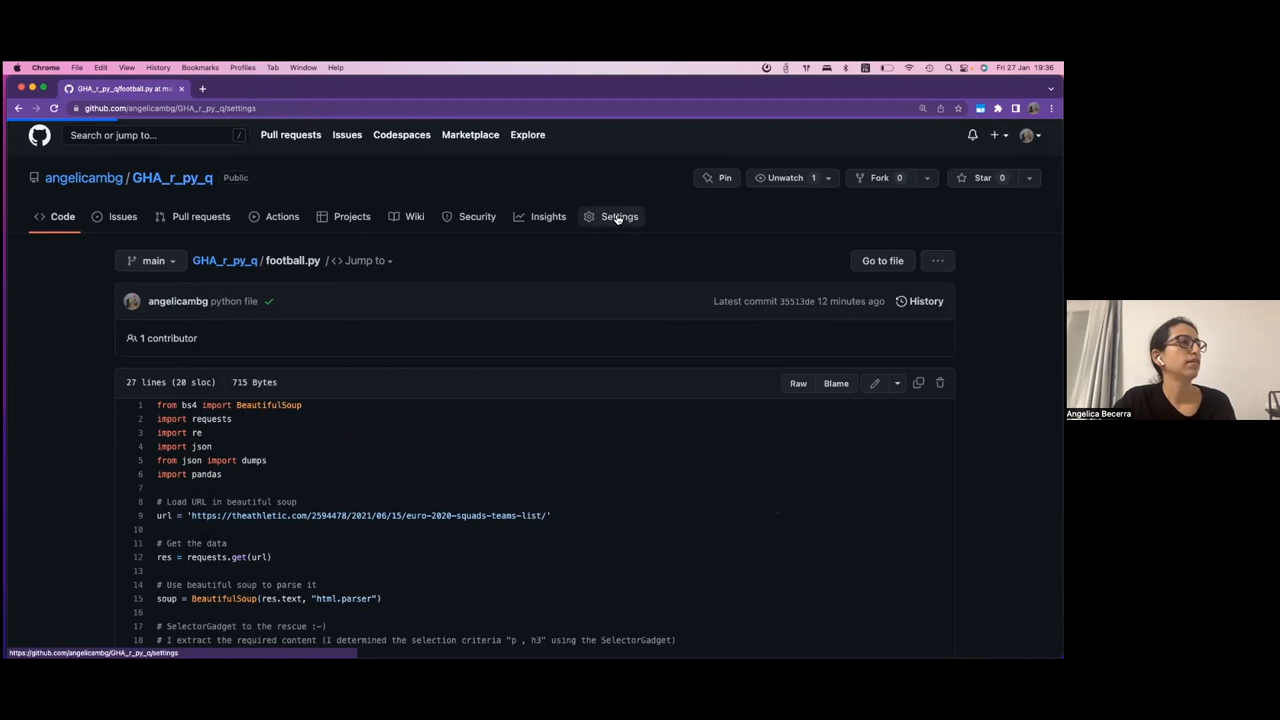 Chrome File Edit View History Bookmarks Profiles Tab Window Help Fri 27 Jan 19:36
GHA_r_py_q/football.py at ma
github.com/angelicambg/GHA_r_py_q/settings
Search or jump to... / Pull requests Issues Codespaces Marketplace Explore
angelicambg / GHA_r_py_q Public Pin Unwatch 1 Fork 0 Star 0
Code Issues Pull requests Actions Projects Wiki Security Insights Settings
main GHA_r_py_q / football.py / <> Jump to Go to file ...
angelicambg python file Latest commit 35513de 12 minutes ago History
1 contributor
27 lines (20 sloc) 715 Bytes Raw Blame
1 from bs4 import BeautifulSoup
2 import requests
3 import re
4 import json
5 from json import dumps
6 import pandas
7
8 # Load URL in beautiful soup
9 url = 'https://theathletic.com/2594478/2021/06/15/euro-2020-squads-teams-list/'
10
11 # Get the data
12 res = requests.get(url)
13
14 # Use beautiful soup to parse it
15 soup = BeautifulSoup(res.text, "html.parser")
16
17 # SelectorGadget to the rescue :-)
18 # I extract the required content (I determined the selection criteria "p , h3" using the SelectorGadget)
https://github.com/angelicambg/GHA_r_py_q/settings
Angelica Becerra